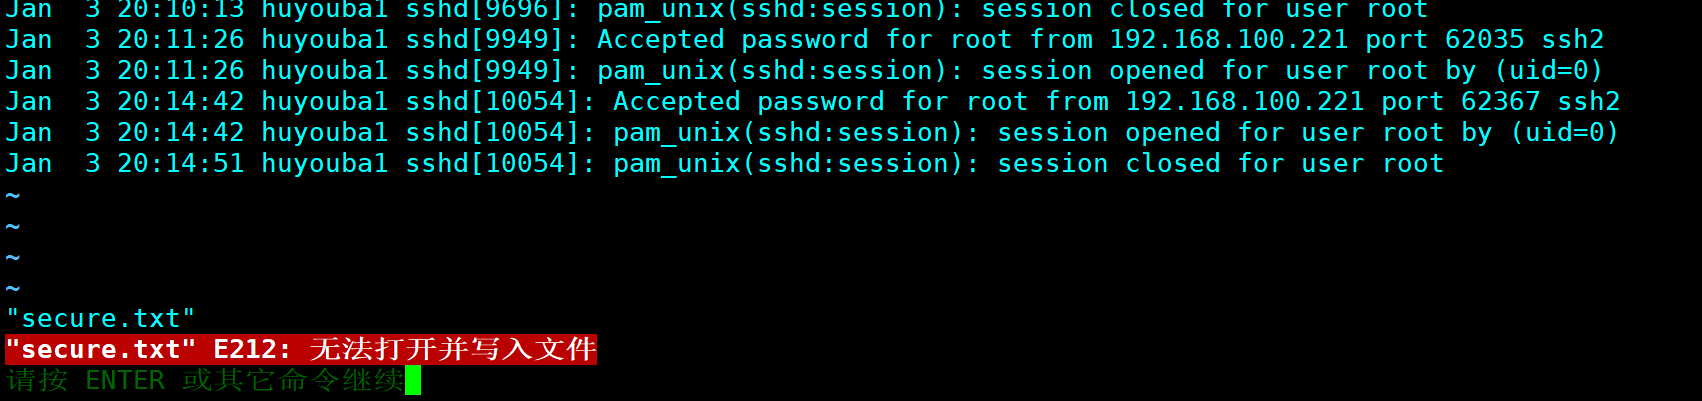 Jan  3 20:10:13 huyouba1 sshd[9696]: pam_unix(sshd:session): session closed for user root
Jan  3 20:11:26 huyouba1 sshd[9949]: Accepted password for root from 192.168.100.221 port 62035 ssh2
Jan  3 20:11:26 huyouba1 sshd[9949]: pam_unix(sshd:session): session opened for user root by (uid=0)
Jan  3 20:14:42 huyouba1 sshd[10054]: Accepted password for root from 192.168.100.221 port 62367 ssh2
Jan  3 20:14:42 huyouba1 sshd[10054]: pam_unix(sshd:session): session opened for user root by (uid=0)
Jan  3 20:14:51 huyouba1 sshd[10054]: pam_unix(sshd:session): session closed for user root
~
~
~
~
"secure.txt"
"secure.txt" E212: 无法打开并写入文件
请按 ENTER 或其它命令继续